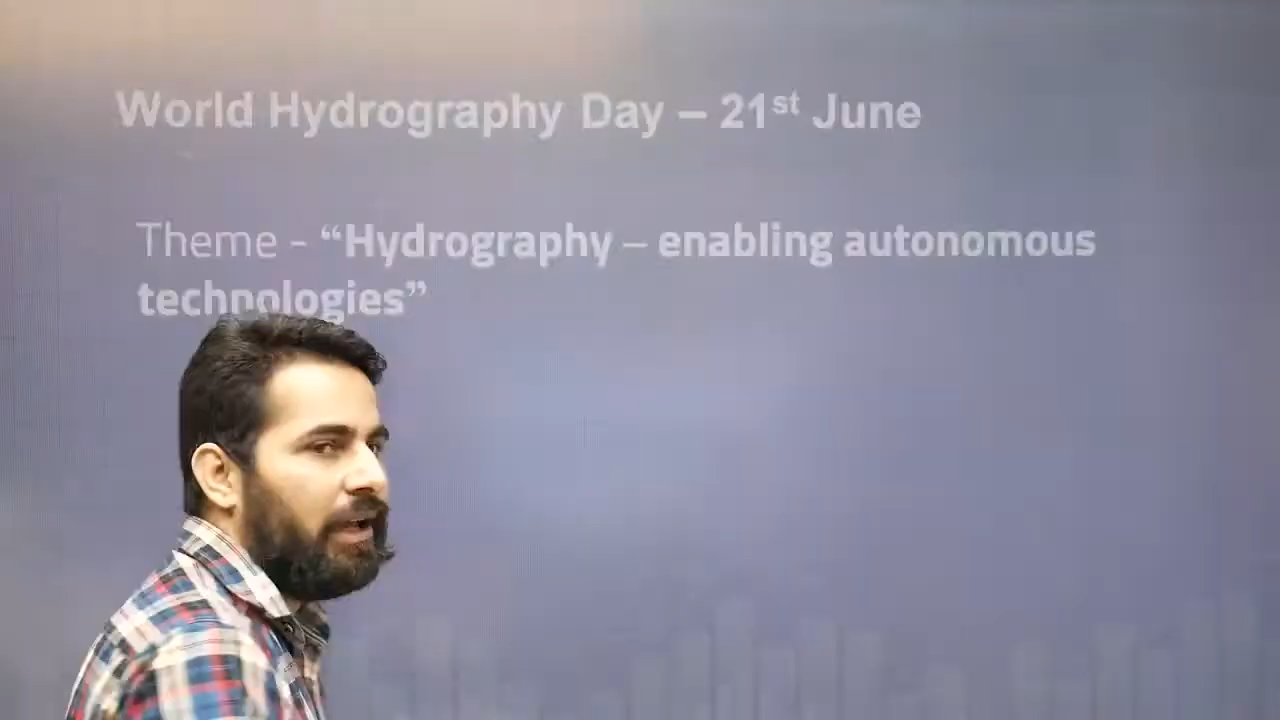 World Hydrography Day – 21st June
Theme - “Hydrography – enabling autonomous
technologies”